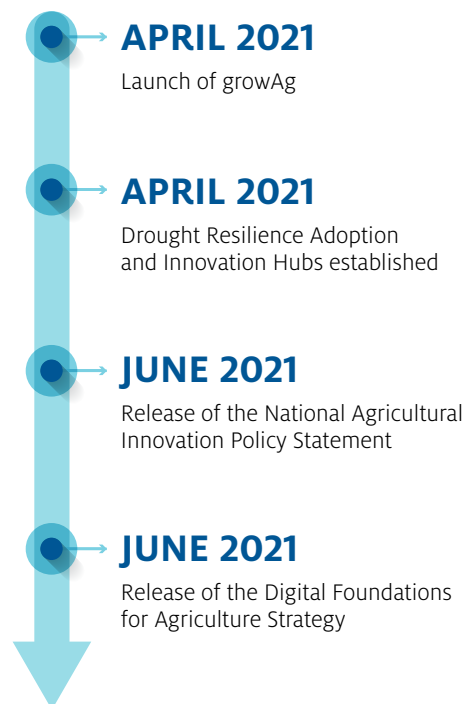 APRIL 2021
Launch of growAg
APRIL 2021
Drought Resilience Adoption
and Innovation Hubs established
JUNE 2021
Release of the National Agricultural
Innovation Policy Statement
JUNE 2021
Release of the Digital Foundations
for Agriculture Strategy